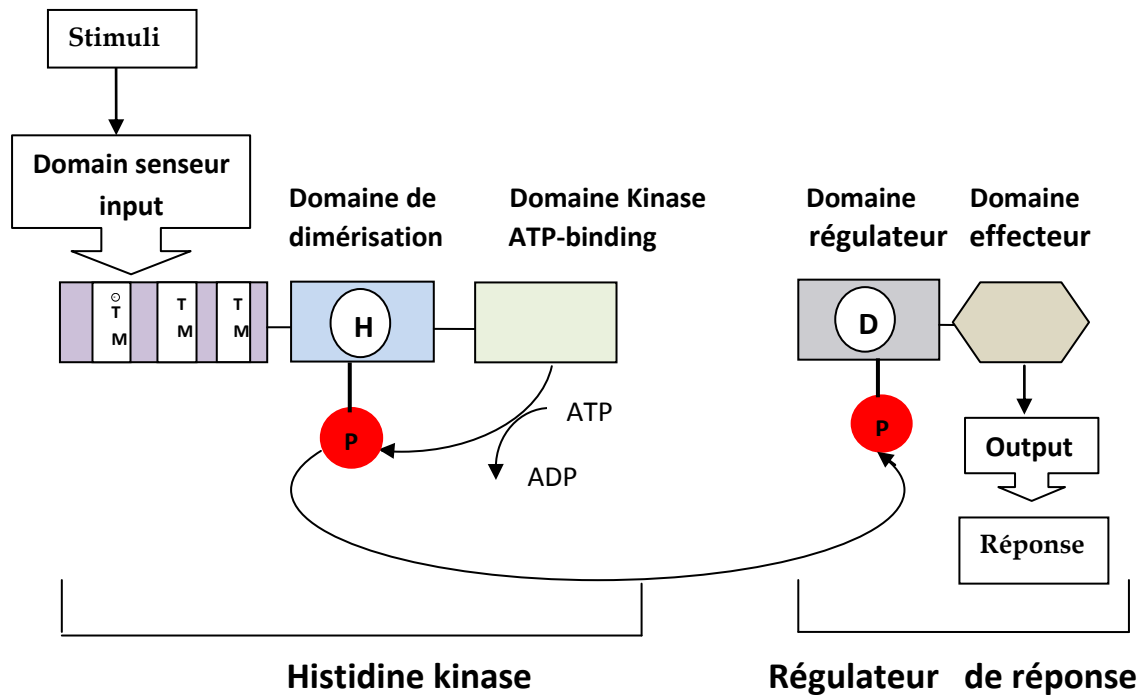 Stimuli
Domain senseur
input
Domaine de
dimérisation
Domaine Kinase
ATP-binding
Domaine
régulateur
Domaine
effecteur
T
M
T
M
T
M
H
D
P
ATP
ADP
P
Output
Réponse
Histidine kinase
Régulateur de réponse